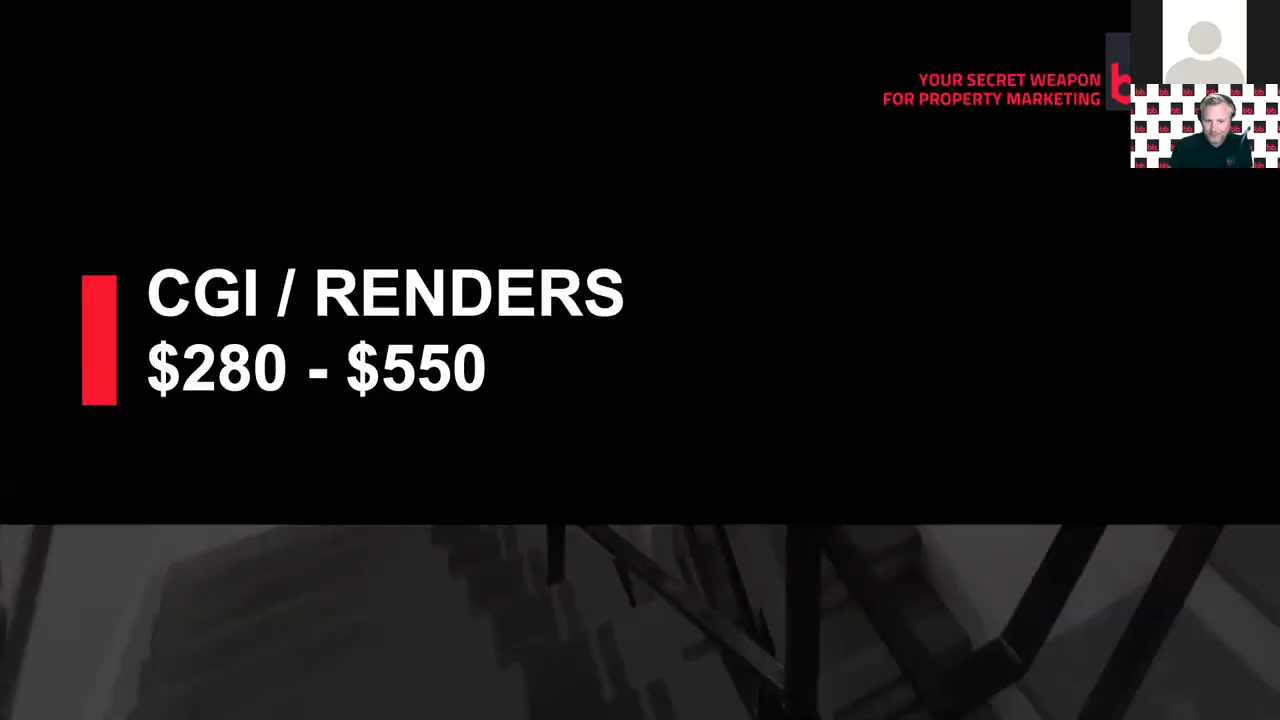 YOUR SECRET WEAPON
FOR PROPERTY MARKETING
CGI / RENDERS
$280 - $550